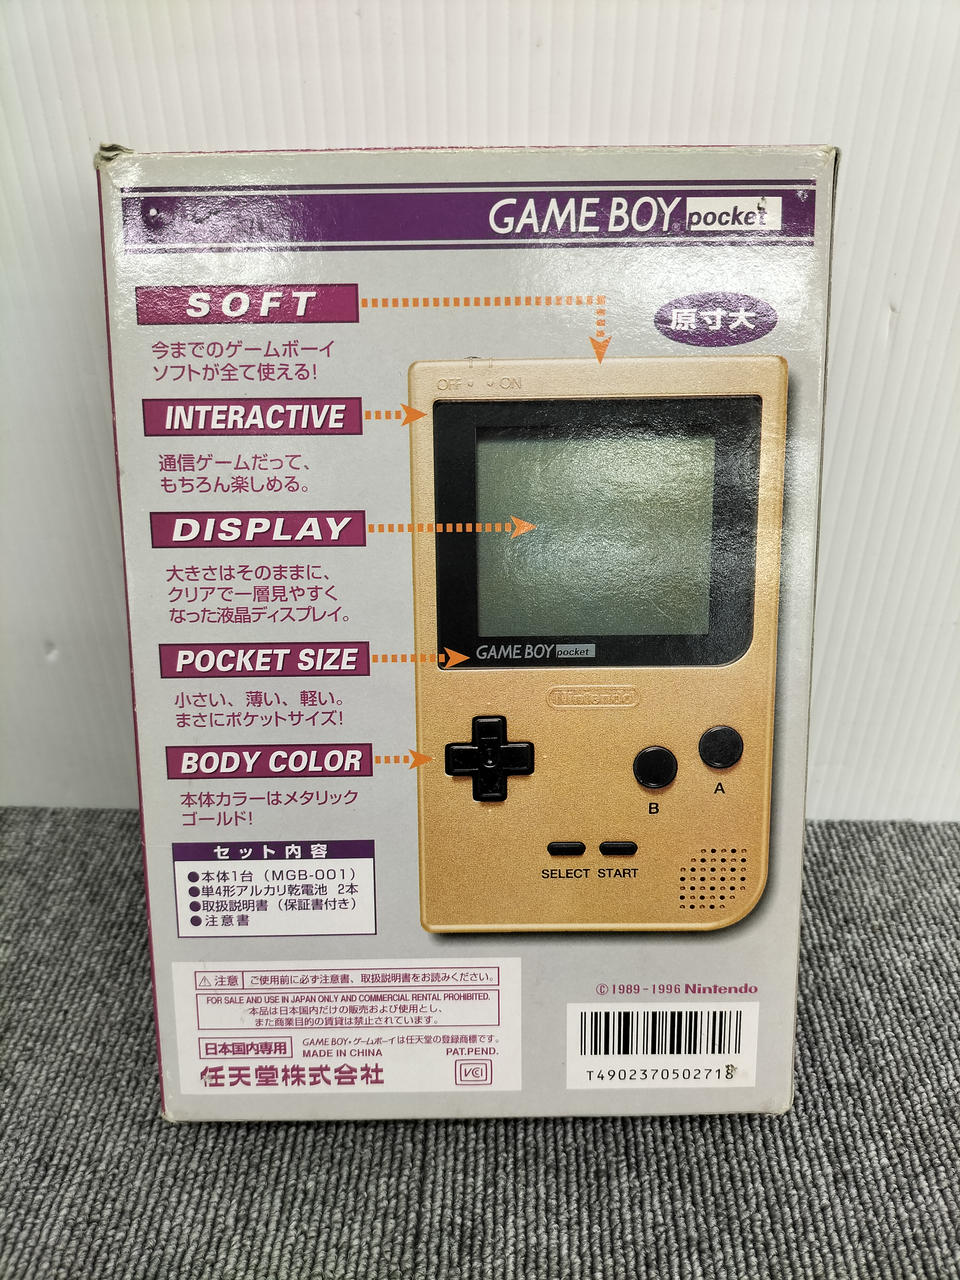 GAME BOY pocket
SOFT
今までのゲームボーイ
ソフトが全て使える!
原寸大
OFF ON
INTERACTIVE
通信ゲームだって、
もちろん楽しめる。
DISPLAY
大きさはそのままに、
クリアで一層見やすく
なった液晶ディスプレイ。
GAME BOY pocket
POCKET SIZE
小さい、薄い、軽い。
まさにポケットサイズ!
Nintendo
BODY COLOR
本体カラーはメタリック
ゴールド!
B
A
SELECT START
セット内容
●本体1台 (MGB-001)
●単4形アルカリ乾電池 2本
●取扱説明書 (保証書付き)
●注意書
⚠注意 ご使用前に必ず注意書、取扱説明書をお読みください。
FOR SALE AND USE IN JAPAN ONLY AND COMMERCIAL RENTAL PROHIBITED.
本品は日本国内だけの販売および使用とし、
また商業目的の賃貸は禁止されています。
日本国内専用
GAME BOY・ゲームボーイは任天堂の登録商標です。
MADE IN CHINA PAT.PEND.
任天堂株式会社
VCI
©1989-1996 Nintendo
T4902370502718